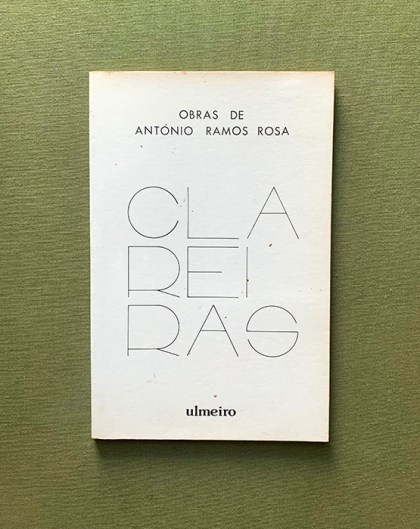 OBRAS DE
ANTÓNIO RAMOS ROSA
CLA
REI
RAS
ulmeiro